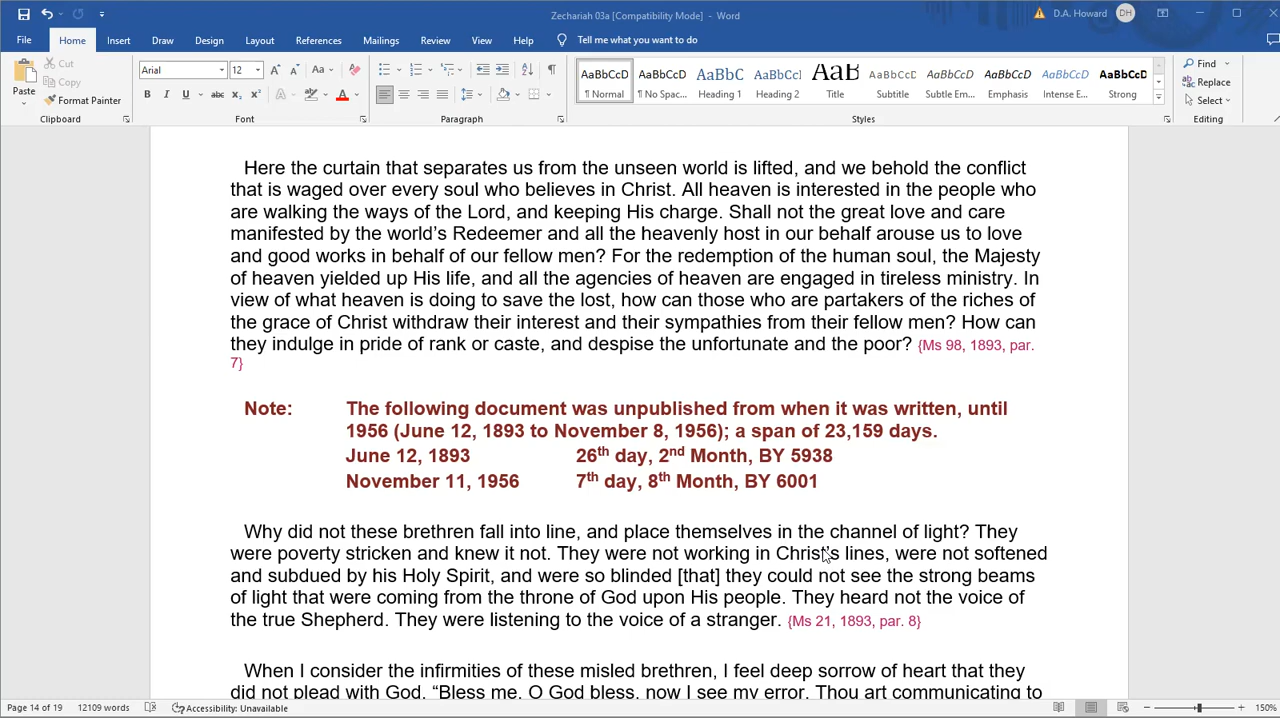 Zechariah 03a [Compatibility Mode] - Word
D.A. Howard DH
File Home Insert Draw Design Layout References Mailings Review View Help Tell me what you want to do
Paste Cut Copy Format Painter
Arial 12
AaBbCcD AaBbCcD AaBbC AaBbCcD AaB AaBbCcD AaBbCcD AaBbCcD AaBbCcD AaBbCcD
¶ Normal ¶ No Spac... Heading 1 Heading 2 Title Subtitle Subtle Em... Emphasis Intense E... Strong
Find Replace Select
Clipboard Font Paragraph Styles Editing
Here the curtain that separates us from the unseen world is lifted, and we behold the conflict
that is waged over every soul who believes in Christ. All heaven is interested in the people who
are walking the ways of the Lord, and keeping His charge. Shall not the great love and care
manifested by the world’s Redeemer and all the heavenly host in our behalf arouse us to love
and good works in behalf of our fellow men? For the redemption of the human soul, the Majesty
of heaven yielded up His life, and all the agencies of heaven are engaged in tireless ministry. In
view of what heaven is doing to save the lost, how can those who are partakers of the riches of
the grace of Christ withdraw their interest and their sympathies from their fellow men? How can
they indulge in pride of rank or caste, and despise the unfortunate and the poor? {Ms 98, 1893, par.
7}
Note: The following document was unpublished from when it was written, until
1956 (June 12, 1893 to November 8, 1956); a span of 23,159 days.
June 12, 1893 26th day, 2nd Month, BY 5938
November 11, 1956 7th day, 8th Month, BY 6001
Why did not these brethren fall into line, and place themselves in the channel of light? They
were poverty stricken and knew it not. They were not working in Christ’s lines, were not softened
and subdued by his Holy Spirit, and were so blinded [that] they could not see the strong beams
of light that were coming from the throne of God upon His people. They heard not the voice of
the true Shepherd. They were listening to the voice of a stranger. {Ms 21, 1893, par. 8}
When I consider the infirmities of these misled brethren, I feel deep sorrow of heart that they
did not plead with God, “Bless me, O God bless, now I see my error. Thou art communicating to
Page 14 of 19 12109 words Accessibility: Unavailable 150%